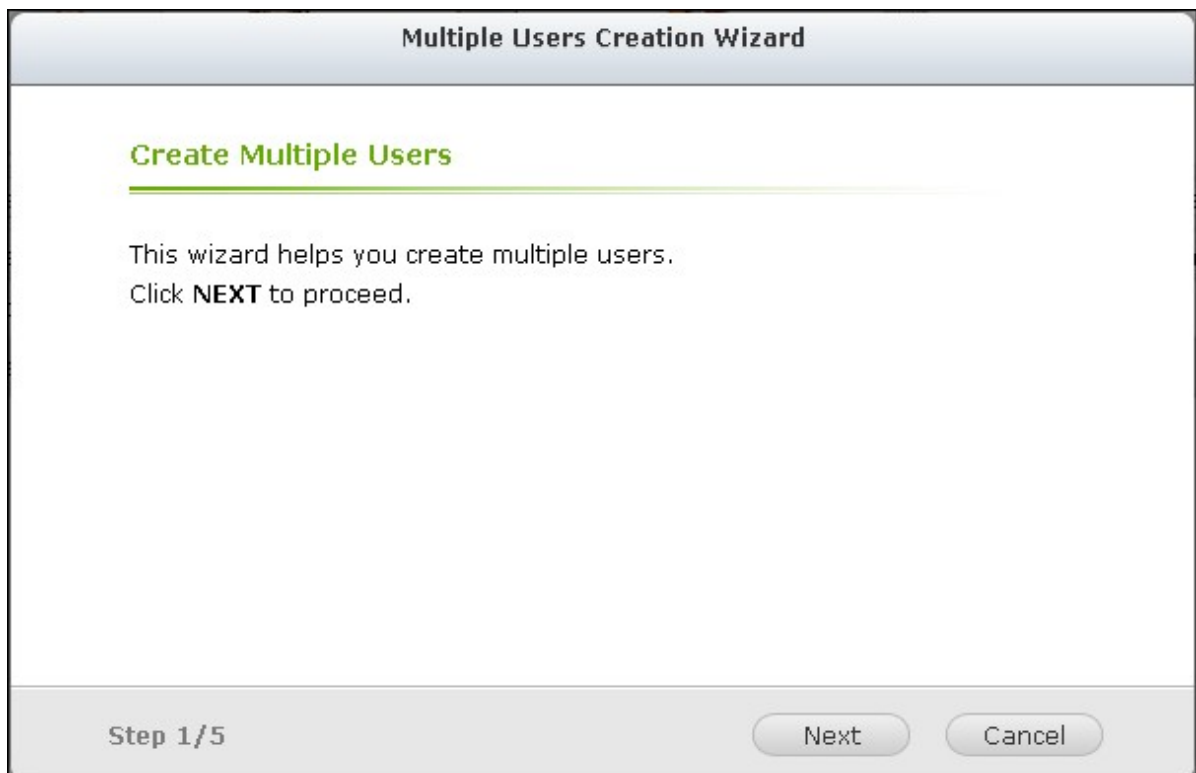 Multiple Users Creation Wizard
Create Multiple Users
This wizard helps you create multiple users.
Click NEXT to proceed.
Step 1/5
Next
Cancel